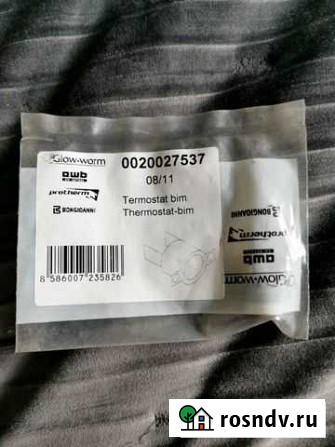 Glow-worm
0020027537
awb
08/11
protherm
Termostat bim
BONGIOANNI
Thermostat-bim
8 586007 235826
BONGIOANNI
protherm
awb
Glow-worm
rosndv.ru